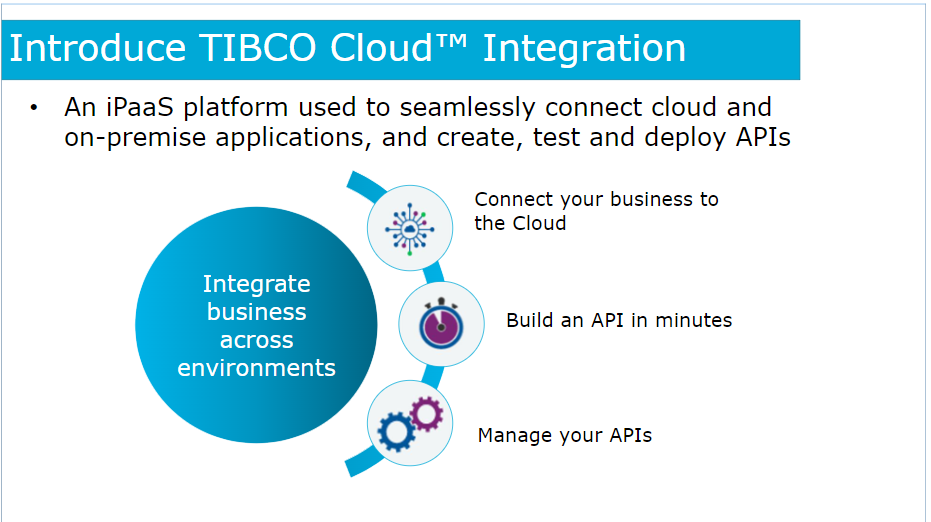 Introduce TIBCO Cloud™ Integration
• An iPaaS platform used to seamlessly connect cloud and
on-premise applications, and create, test and deploy APIs
Integrate
business
across
environments
Connect your business to
the Cloud
Build an API in minutes
Manage your APIs